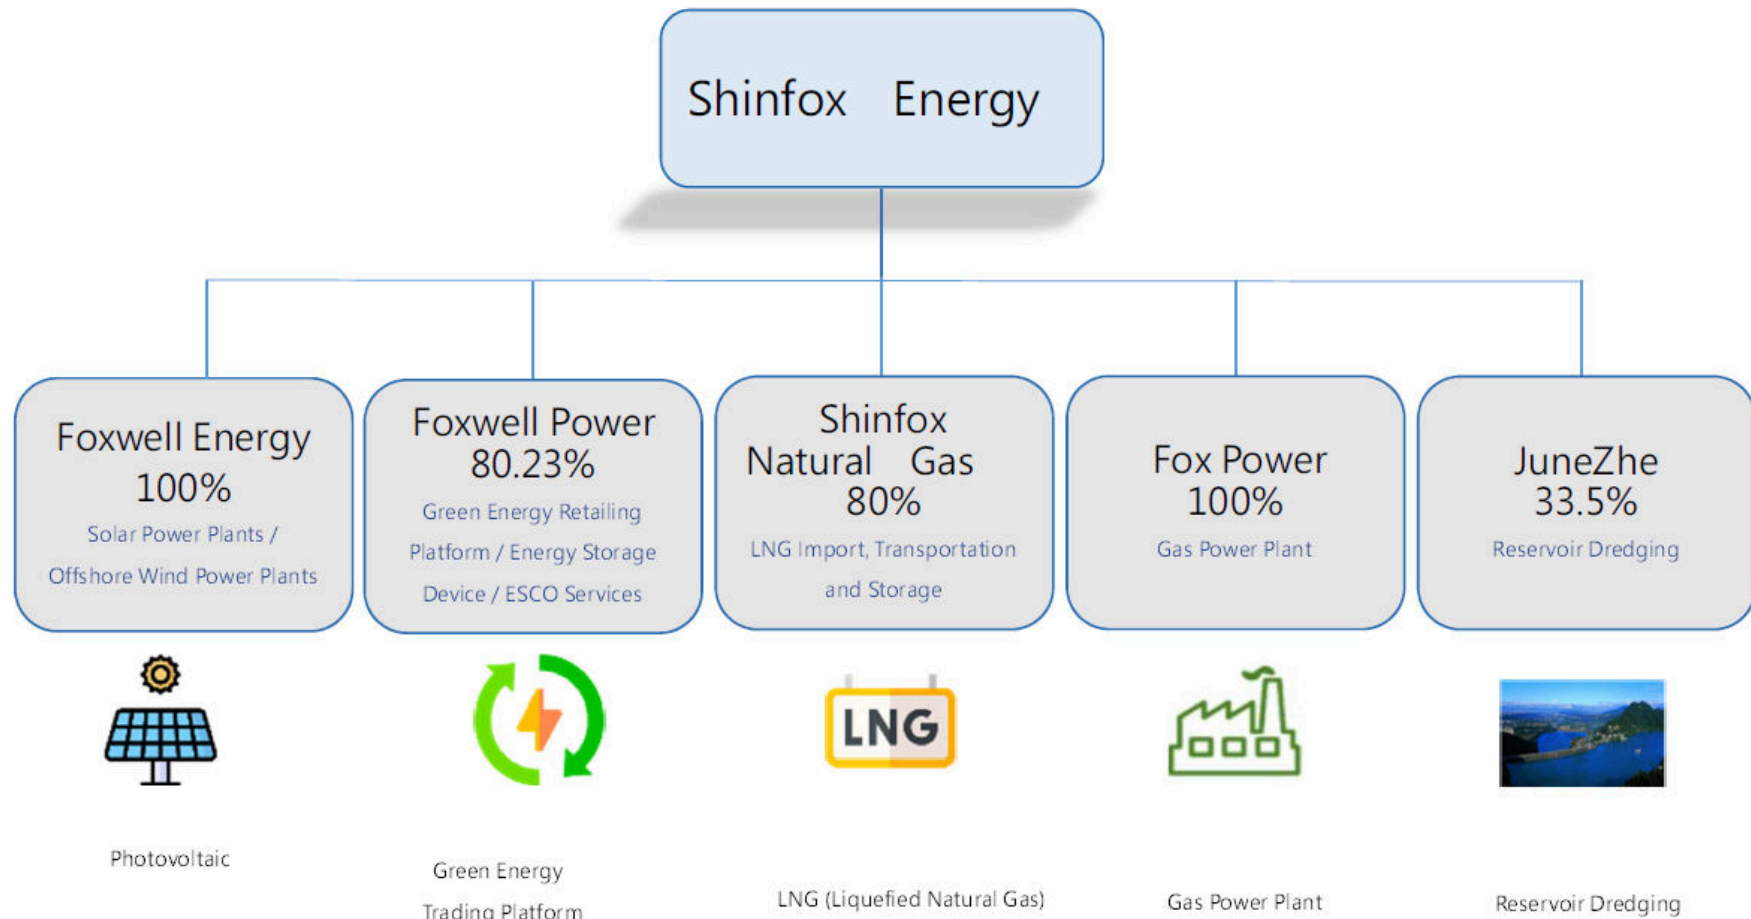 Shinfox Energy
Foxwell Energy
100%
Solar Power Plants /
Offshore Wind Power Plants
Foxwell Power
80.23%
Green Energy Retailing
Platform / Energy Storage
Device / ESCO Services
Shinfox
Natural Gas
80%
LNG Import, Transportation
and Storage
Fox Power
100%
Gas Power Plant
JuneZhe
33.5%
Reservoir Dredging
LNG
Photovoltaic
Green Energy
Trading Platform
LNG (Liquefied Natural Gas)
Gas Power Plant
Reservoir Dredging